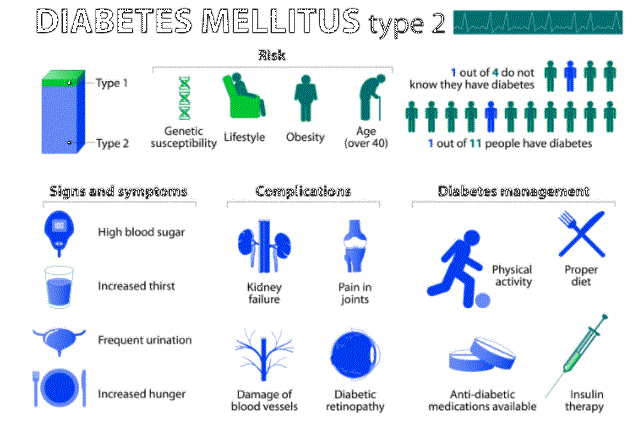 DIABETES MELLITUS type 2
Risk
Type 1
Type 2
Genetic
susceptibility
Lifestyle
Obesity
Age
(over 40)
1 out of 4 do not
know they have diabetes
1 out of 11 people have diabetes
Signs and symptoms
High blood sugar
Increased thirst
Frequent urination
Increased hunger
Complications
Kidney
failure
Pain in
joints
Damage of
blood vessels
Diabetic
retinopathy
Diabetes management
Physical
activity
Proper
diet
Anti-diabetic
medications available
Insulin
therapy